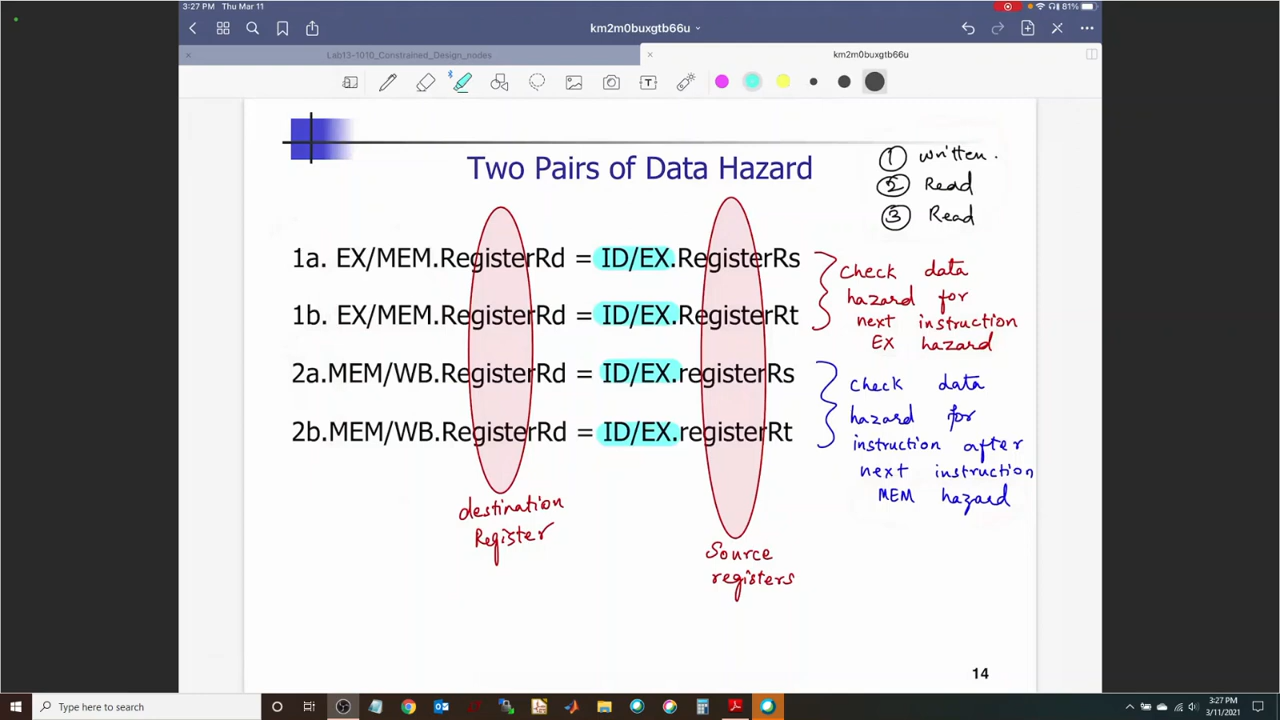 3:27 PM Thu Mar 11
81%
km2m0buxgtb66u
Lab13-1010_Constrained_Design_nodes
km2m0buxgtb66u
Two Pairs of Data Hazard
① written.
② Read
③ Read
1a. EX/MEM.RegisterRd = ID/EX.RegisterRs
1b. EX/MEM.RegisterRd = ID/EX.RegisterRt
2a.MEM/WB.RegisterRd = ID/EX.registerRs
2b.MEM/WB.RegisterRd = ID/EX.registerRt
check data
hazard for
next instruction
EX hazard
check data
hazard for
instruction after
next instruction
MEM hazard
destination
Register
Source
registers
14
Type here to search
3:27 PM
3/11/2021